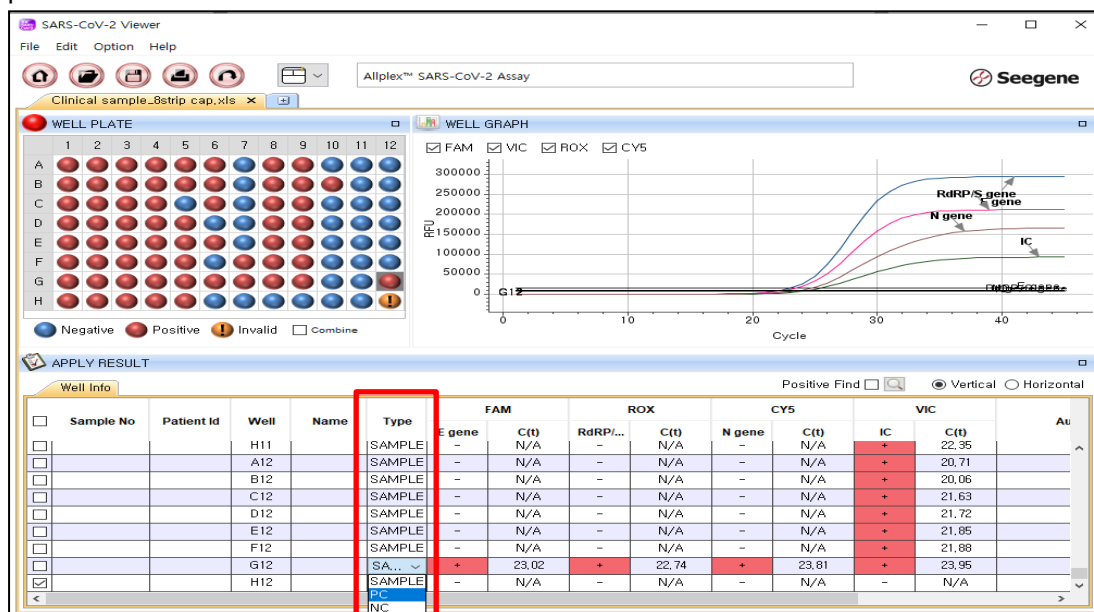 SARS-CoV-2 Viewer
File Edit Option Help
Allplex™ SARS-CoV-2 Assay
Seegene
Clinical sample_8strip cap,xls
WELL PLATE
1 2 3 4 5 6 7 8 9 10 11 12
A
B
C
D
E
F
G
H
Negative Positive Invalid Combine
WELL GRAPH
FAM VIC ROX CY5
300000
250000
200000
150000
100000
50000
0
RFU
RdRP/S gene
E gene
N gene
IC
G12
0 10 20 30 40
Cycle
APPLY RESULT
Well Info
Positive Find Vertical Horizontal
FAM ROX CY5 VIC
Sample No Patient Id Well Name Type Au
E gene C(t) RdRP/... C(t) N gene C(t) IC C(t)
H11 SAMPLE - N/A - N/A - N/A + 22,35
A12 SAMPLE - N/A - N/A - N/A + 20,71
B12 SAMPLE - N/A - N/A - N/A + 20,06
C12 SAMPLE - N/A - N/A - N/A + 21,63
D12 SAMPLE - N/A - N/A - N/A + 21,72
E12 SAMPLE - N/A - N/A - N/A + 21,85
F12 SAMPLE - N/A - N/A - N/A + 21,88
G12 SA... + 23,02 + 22,74 + 23,81 + 23,95
H12 SAMPLE - N/A - N/A - N/A - N/A
PC
NC